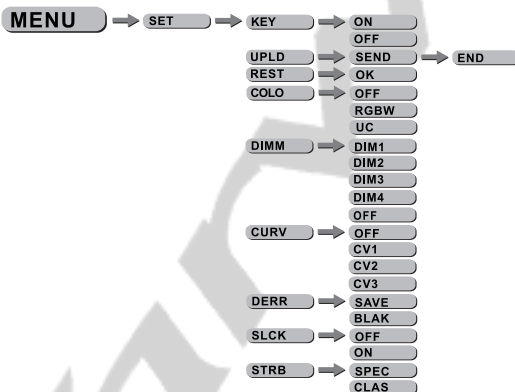 MENU SET KEY ON
OFF
UPLD SEND END
REST OK
COLO OFF
RGBW
UC
DIMM DIM1
DIM2
DIM3
DIM4
OFF
CURV OFF
CV1
CV2
CV3
DERR SAVE
BLAK
SLCK OFF
ON
STRB SPEC
CLAS